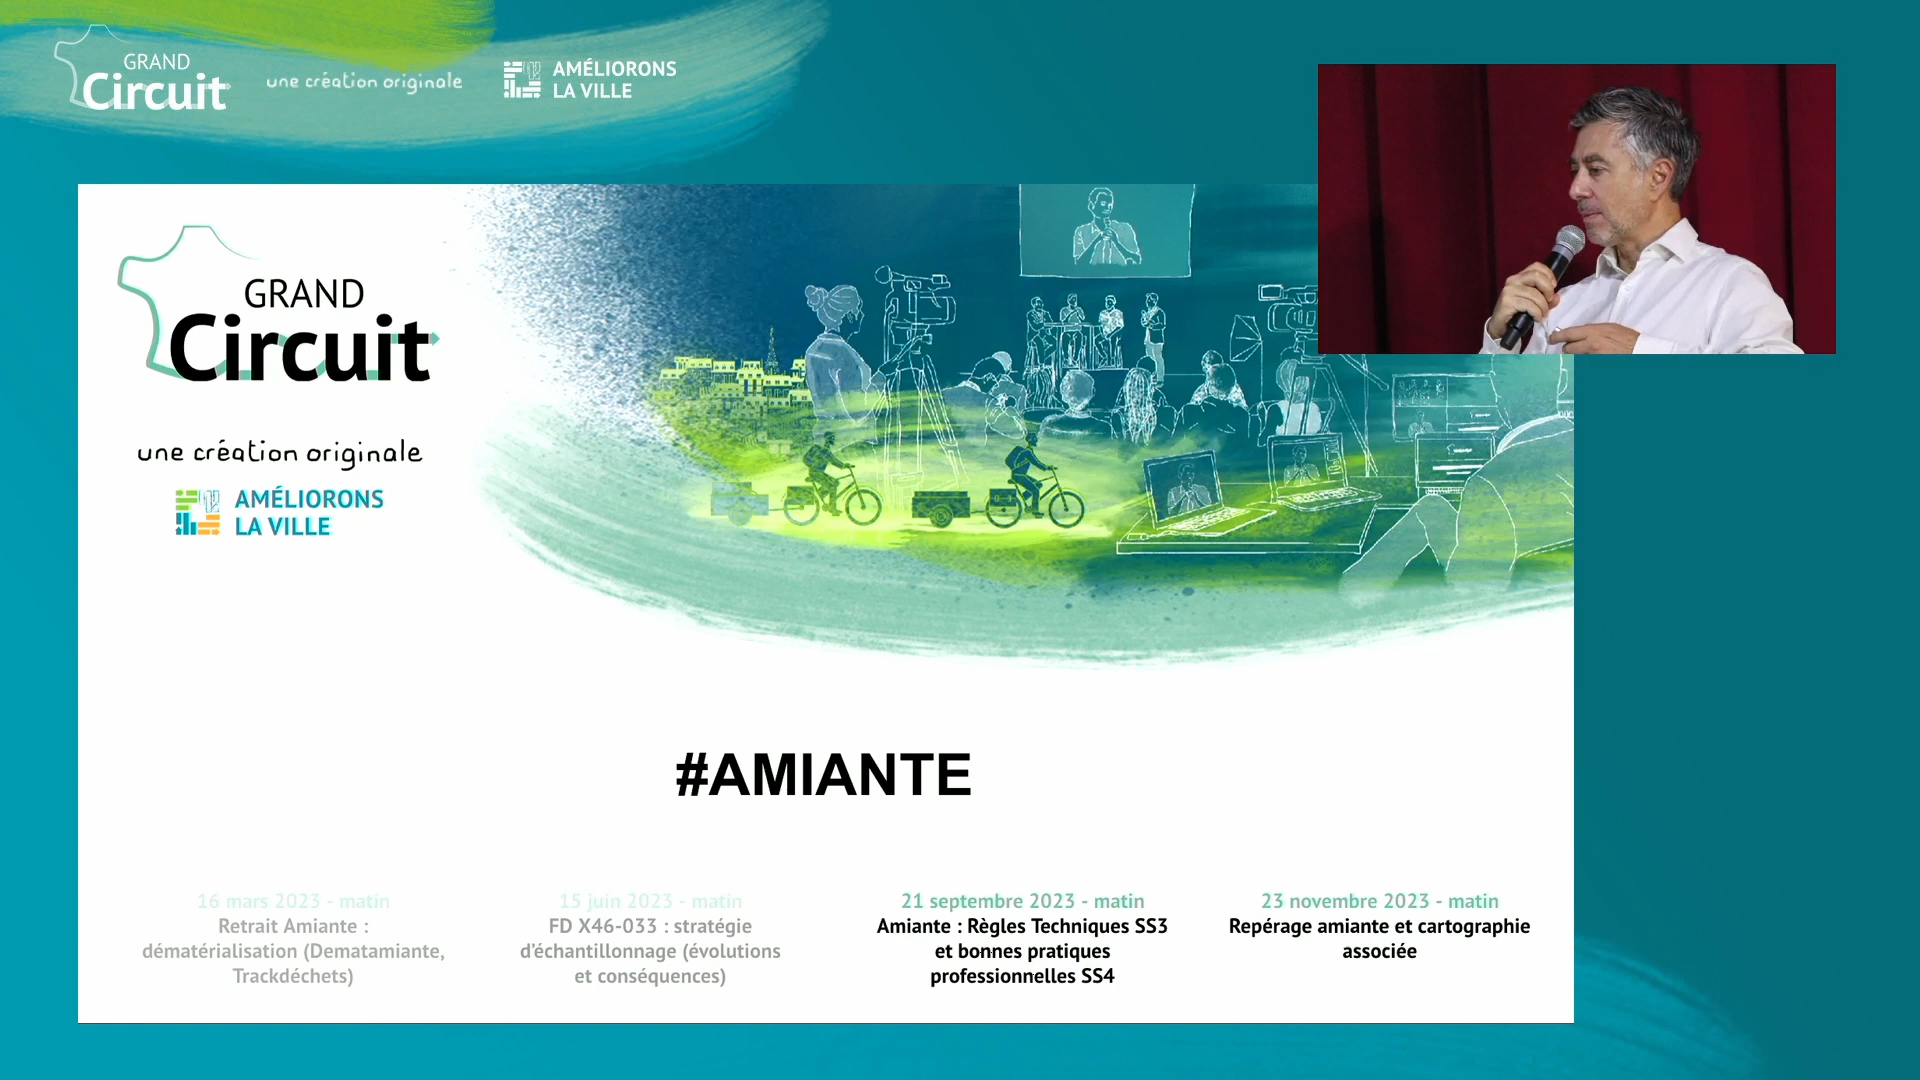 GRAND
Circuit
une création originale
AMÉLIORONS
LA VILLE
GRAND
Circuit
une création originale
AMÉLIORONS
LA VILLE
#AMIANTE
16 mars 2023 - matin
Retrait Amiante :
dématérialisation (Dematamiante,
Trackdéchets)
15 juin 2023 - matin
FD X46-033 : stratégie
d'échantillonnage (évolutions
et conséquences)
21 septembre 2023 - matin
Amiante : Règles Techniques SS3
et bonnes pratiques
professionnelles SS4
23 novembre 2023 - matin
Repérage amiante et cartographie
associée